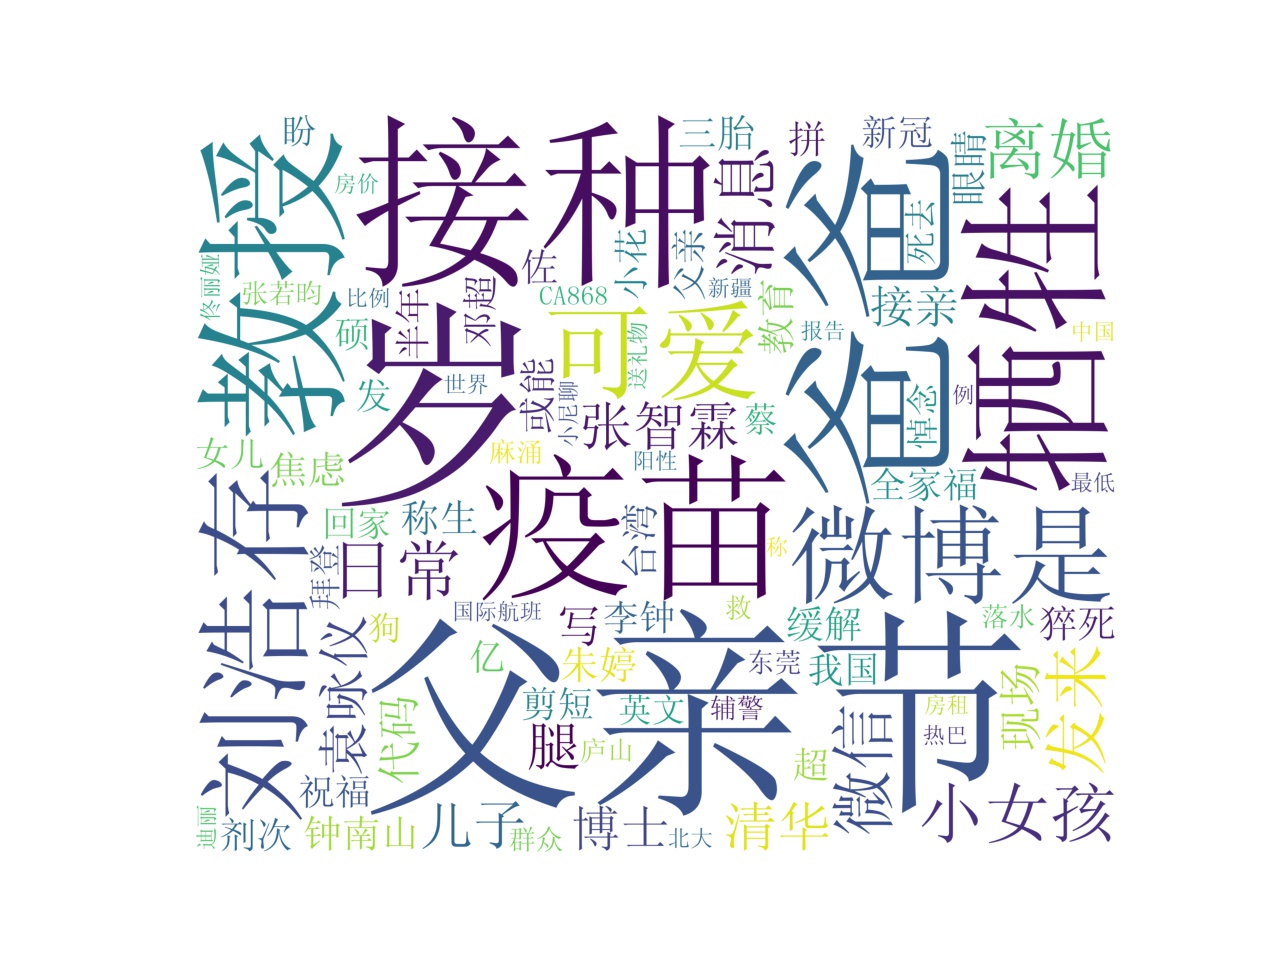 盼
接种
三胎
拼
新冠
离婚
教授
房价
消息
爸爸
眼睛
牺牲
死去
佐
小花
父亲
新疆
CA868
佟丽娅
张若昀
比例
半年
邓超
接亲
教育
硕
岁
可爱
送礼物
报告
中国
发
世界
或能
小尼聊
张智霖
蔡
悼念
例
女儿
焦虑
麻涌
阳性
全家福
最低
刘浩存
回家
称生
疫苗
台湾
微博
是
日常
拜登
称
国际航班
写
李钟
救
缓解
落水
猝死
狗
父亲节
袁咏仪
亿
朱婷
东莞
我国
现场
发来
代码
剪短
英文
辅警
房租
腿
庐山
热巴
微信
超
祝福
小女孩
迪丽
剂次
钟南山
儿子
群众
博士
北大
清华